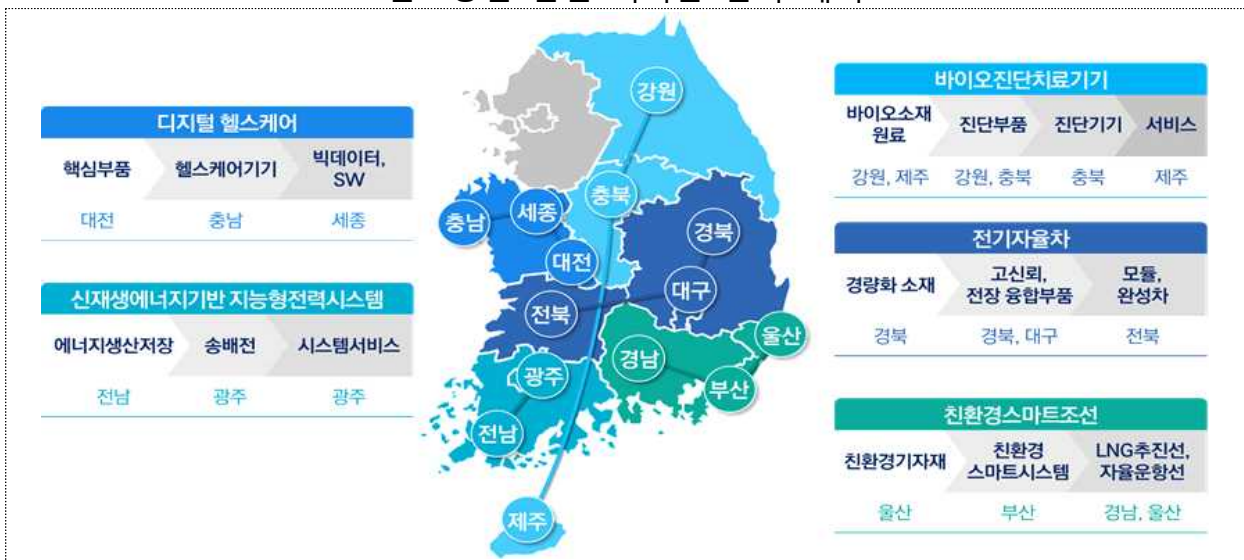 디지털 헬스케어
핵심부품 헬스케어기기 빅데이터,
SW
대전 충남 세종
신재생에너지기반 지능형전력시스템
에너지생산저장 송배전 시스템서비스
전남 광주 광주
강원
충북
충남
세종
대전
경북
대구
전북
울산
경남
부산
광주
전남
제주
바이오진단치료기기
바이오소재
원료 진단부품 진단기기 서비스
강원, 제주 강원, 충북 충북 제주
전기자율차
경량화 소재 고신뢰,
전장 융합부품 모듈,
완성차
경북 경북, 대구 전북
친환경스마트조선
친환경기자재 친환경
스마트시스템 LNG추진선,
자율운항선
울산 부산 경남, 울산